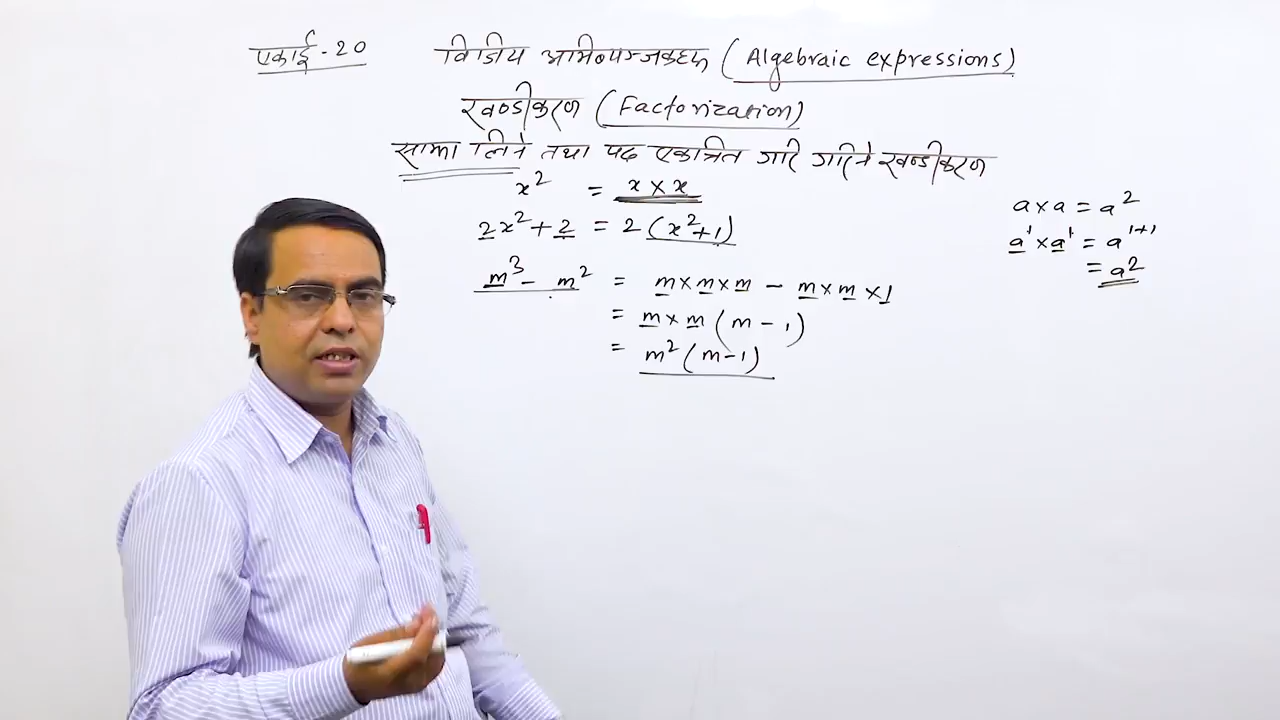 एकाई - 20
विजिय अभिव्यञ्जकहरू (Algebraic expressions)
खण्डीकरण (Factorization)
साझा लिने तथा पद एकत्रित गरि गरिने खण्डीकरण
x² = x × x
2x² + 2 = 2 (x² + 1)
m³ - m² = m × m × m - m × m × 1
= m × m (m - 1)
= m² (m - 1)
a × a = a²
a¹ × a¹ = a¹⁺¹
= a²